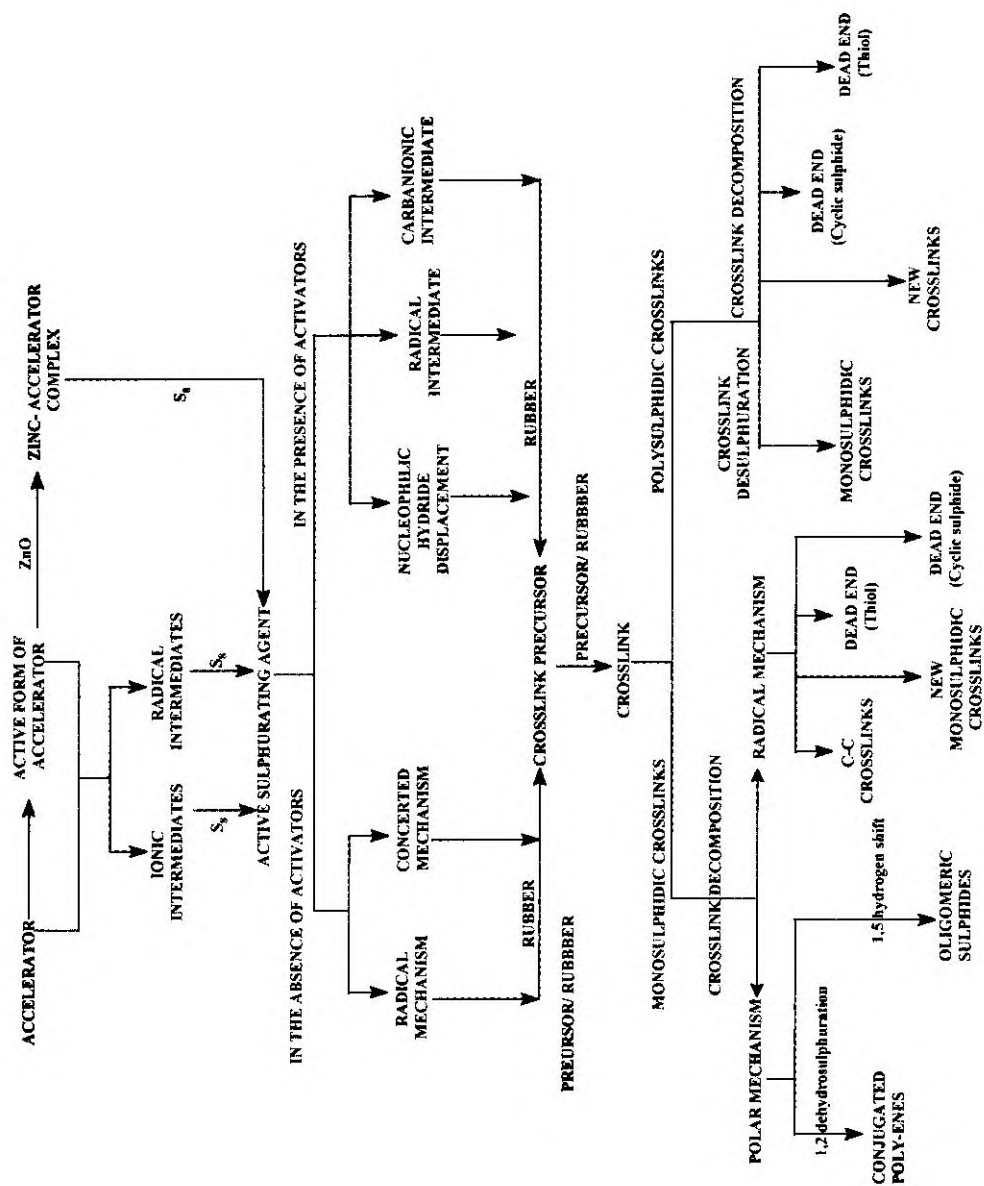 ACCELERATOR
ACTIVE FORM OF
ACCELERATOR
ZnO
ZINC- ACCELERATOR
COMPLEX
IONIC
INTERMEDIATES
RADICAL
INTERMEDIATES
S8
S8
S8
ACTIVE SULPHURATING AGENT
IN THE ABSENCE OF ACTIVATORS
IN THE PRESENCE OF ACTIVATORS
RADICAL
MECHANISM
CONCERTED
MECHANISM
NUCLEOPHILIC
HYDRIDE
DISPLACEMENT
RADICAL
INTERMEDIATE
CARBANIONIC
INTERMEDIATE
RUBBER
RUBBER
CROSSLINK PRECURSOR
PREURSOR/ RUBBBER
PRECURSOR/ RUBBBER
CROSSLINK
MONOSULPHIDIC CROSSLINKS
POLYSULPHIDIC CROSSLINKS
CROSSLINK DECOMPOSITION
CROSSLINK
DESULPHURATION
CROSSLINK DECOMPOSITION
POLAR MECHANISM
RADICAL MECHANISM
MONOSULPHIDIC
CROSSLINKS
NEW
CROSSLINKS
DEAD END
(Cyclic sulphide)
DEAD END
(Thiol)
1,2 dehydrosulphuration
1,5 hydrogen shift
CONJUGATED
POLY-ENES
OLIGOMERIC
SULPHIDES
C-C
CROSSLINKS
NEW
MONOSULPHIDIC
CROSSLINKS
DEAD END
(Thiol)
DEAD END
(Cyclic sulphide)